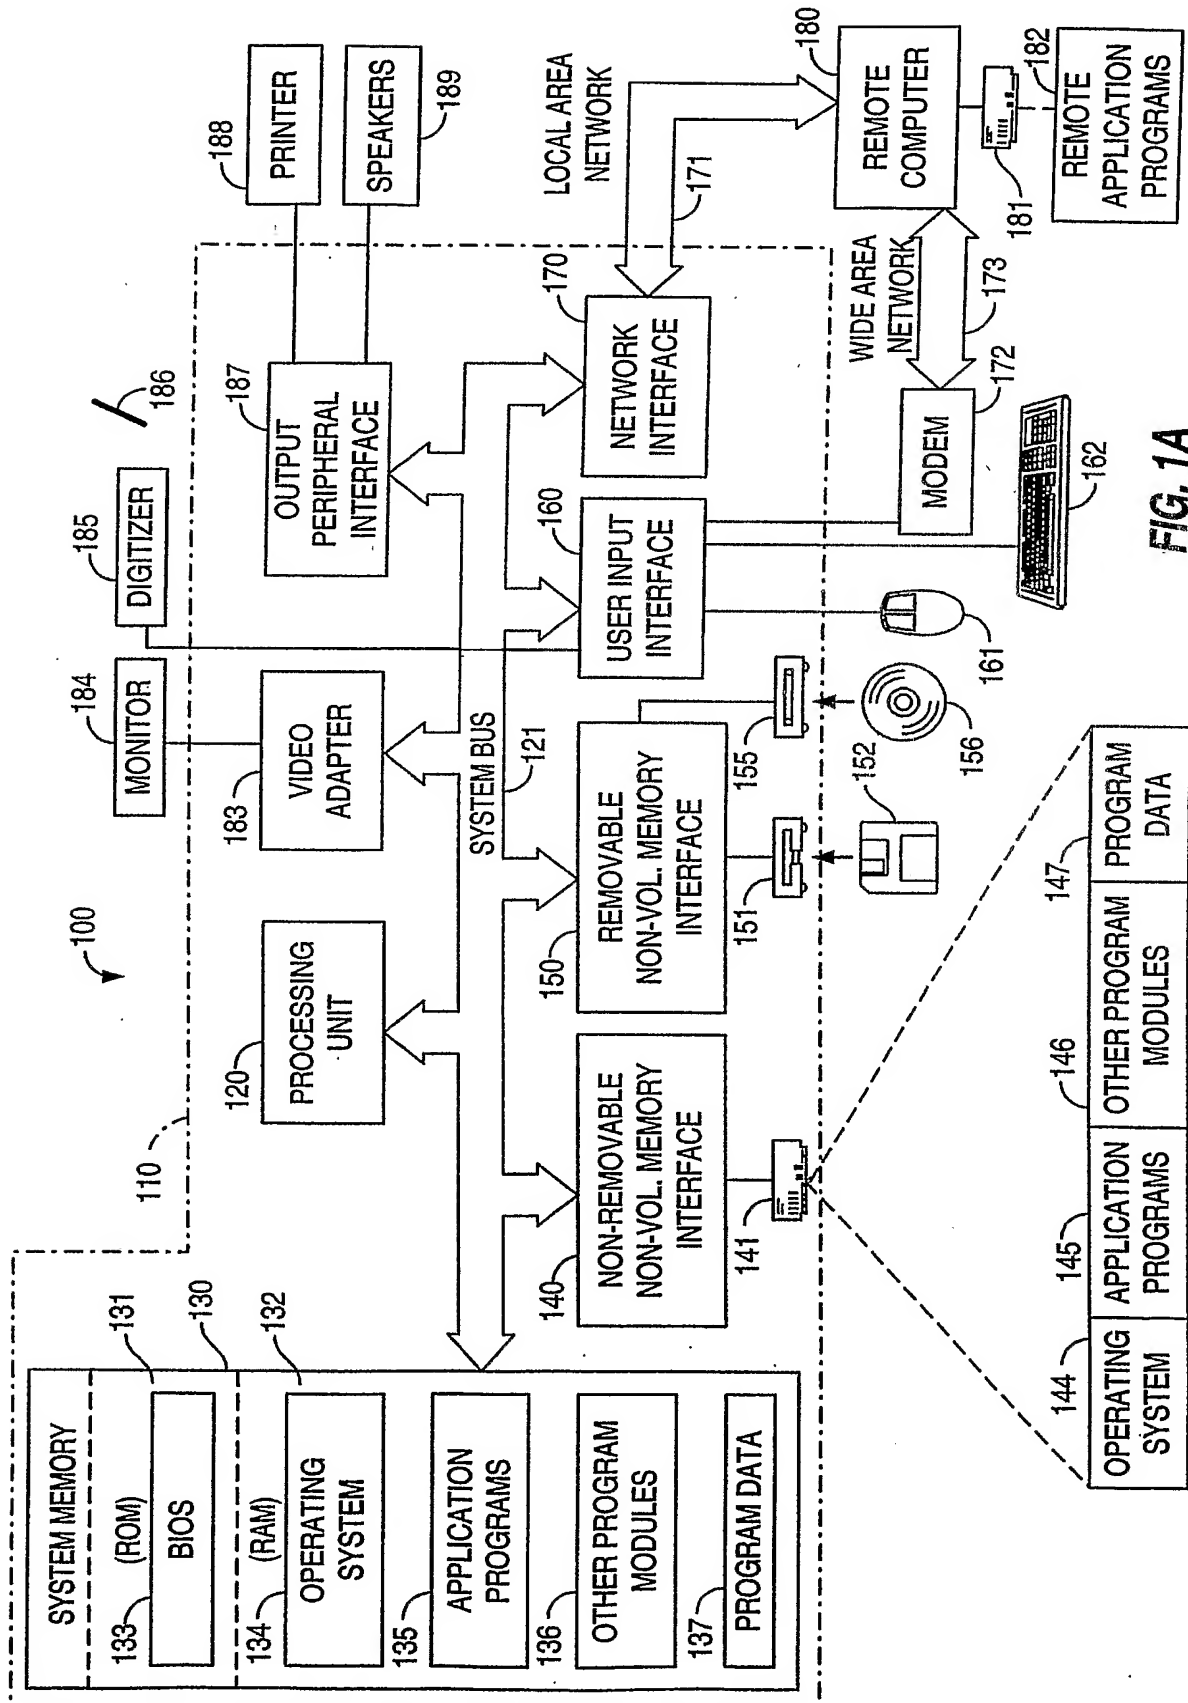 100
110
SYSTEM MEMORY
131
(ROM)
133
BIOS
130
132
(RAM)
134
OPERATING
SYSTEM
135
APPLICATION
PROGRAMS
136
OTHER PROGRAM
MODULES
137
PROGRAM DATA
120
PROCESSING
UNIT
183
VIDEO
ADAPTER
184
MONITOR
185
DIGITIZER
186
187
OUTPUT
PERIPHERAL
INTERFACE
188
PRINTER
SPEAKERS
189
SYSTEM BUS
121
140
NON-REMOVABLE
NON-VOL. MEMORY
INTERFACE
150
REMOVABLE
NON-VOL. MEMORY
INTERFACE
160
USER INPUT
INTERFACE
170
NETWORK
INTERFACE
LOCAL AREA
NETWORK
171
141
151
155
152
156
161
162
MODEM
172
WIDE AREA
NETWORK
173
180
REMOTE
COMPUTER
181
182
REMOTE
APPLICATION
PROGRAMS
144
OPERATING
SYSTEM
145
APPLICATION
PROGRAMS
146
OTHER PROGRAM
MODULES
147
PROGRAM
DATA
FIG. 1A